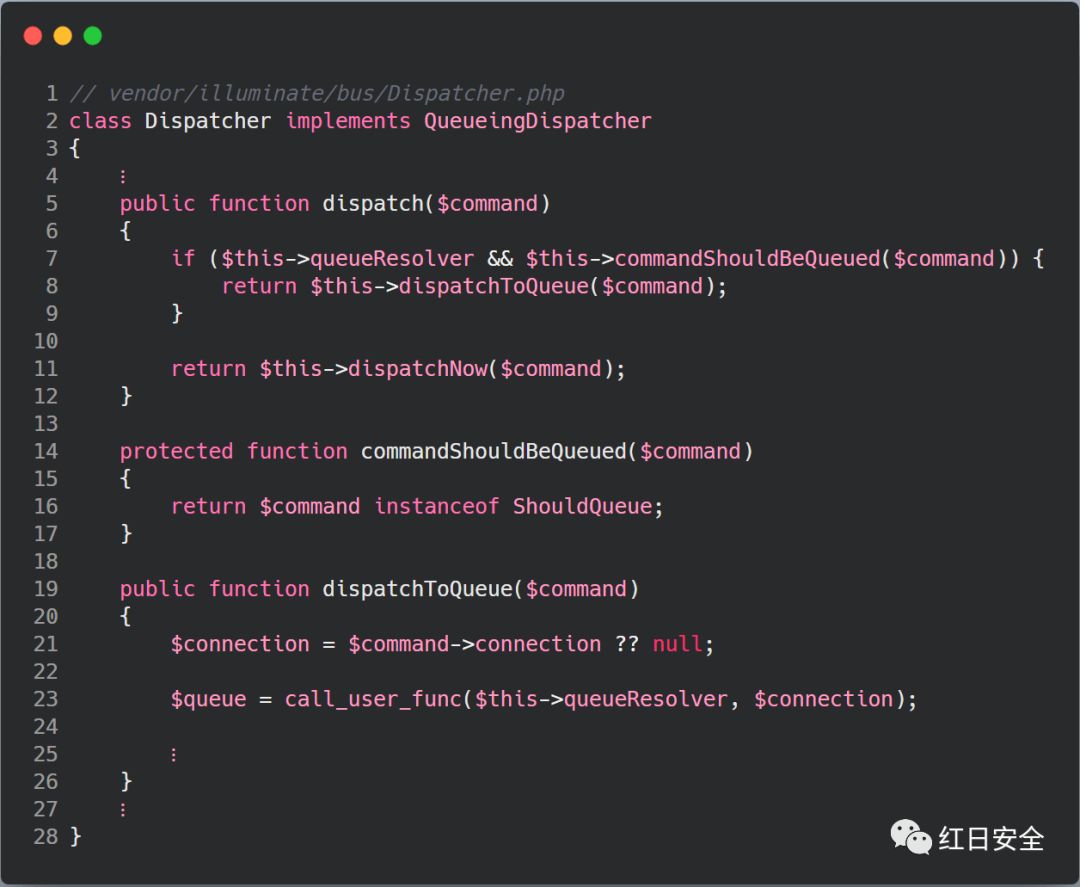 1 // vendor/illuminate/bus/Dispatcher.php
2 class Dispatcher implements QueueingDispatcher
3 {
4     ⋮
5     public function dispatch($command)
6     {
7         if ($this->queueResolver && $this->commandShouldBeQueued($command)) {
8             return $this->dispatchToQueue($command);
9         }
10
11         return $this->dispatchNow($command);
12     }
13
14     protected function commandShouldBeQueued($command)
15     {
16         return $command instanceof ShouldQueue;
17     }
18
19     public function dispatchToQueue($command)
20     {
21         $connection = $command->connection ?? null;
22
23         $queue = call_user_func($this->queueResolver, $connection);
24
25         ⋮
26     }
27     ⋮
28 }
红日安全